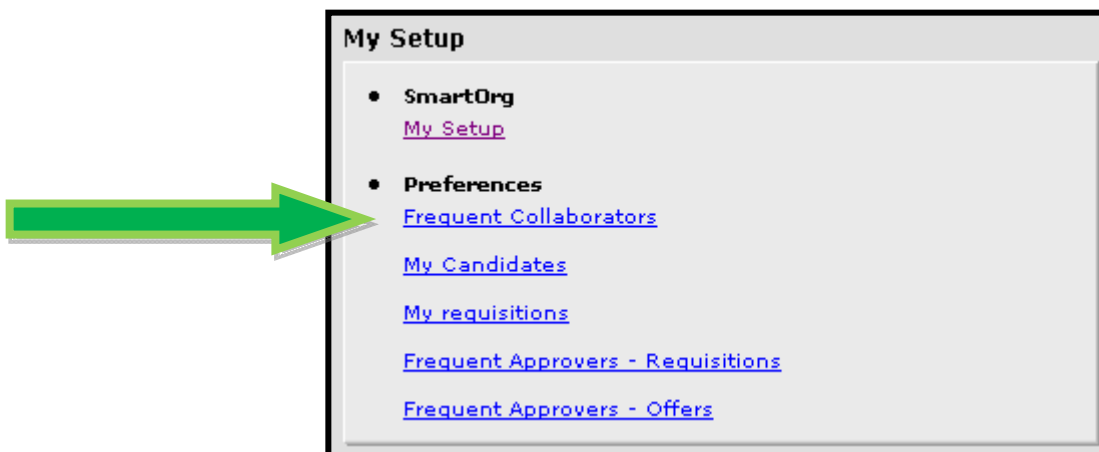 My Setup
SmartOrg
My Setup
Preferences
Frequent Collaborators
My Candidates
My requisitions
Frequent Approvers - Requisitions
Frequent Approvers - Offers